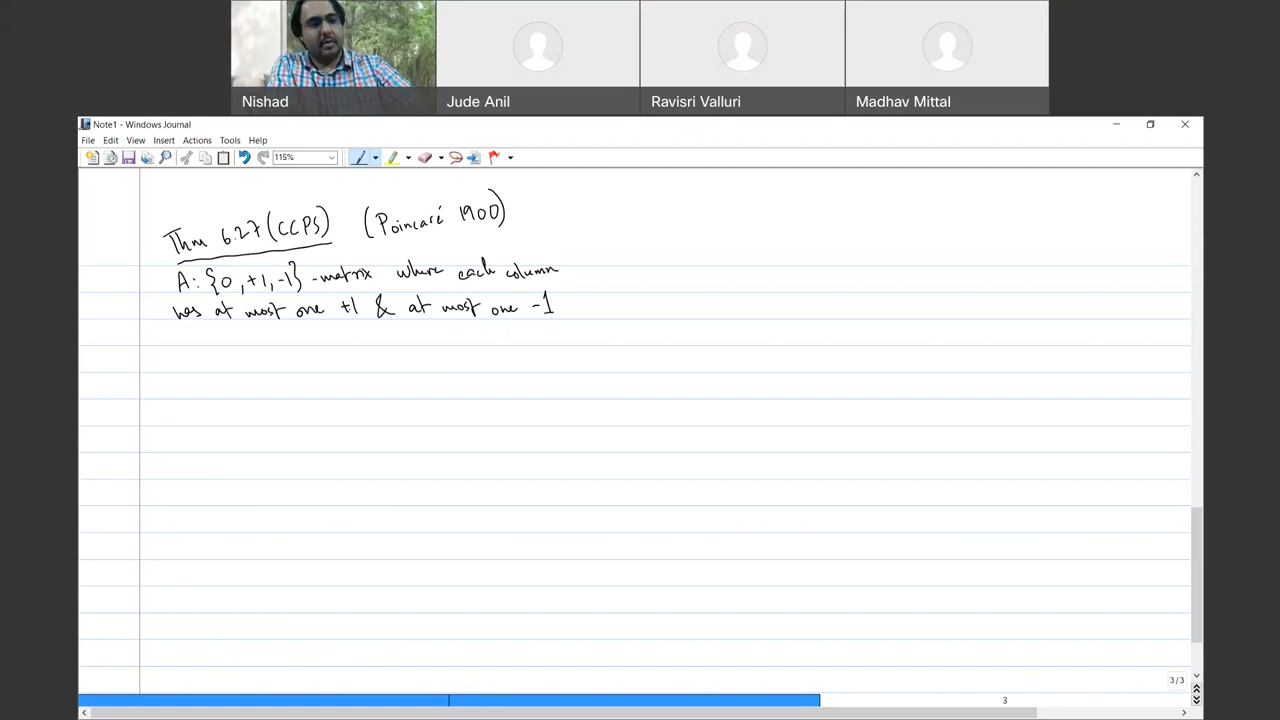 Nishad
Jude Anil
Ravisri Valluri
Madhav Mittal
Note1 - Windows Journal
File Edit View Insert Actions Tools Help
115%
Thm 6.27 (CCPS) (Poincaré 1900)
A: {0, +1, -1} - matrix where each column
has at most one +1 & at most one -1
3/3
3